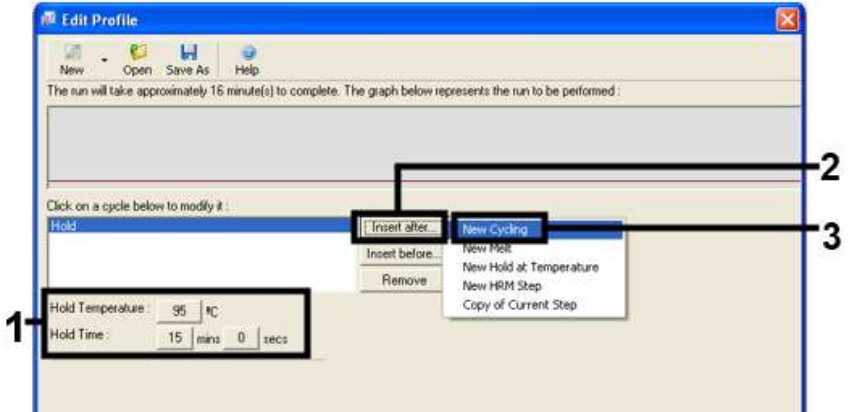 Edit Profile
New Open Save As Help
The run will take approximately 16 minute(s) to complete. The graph below represents the run to be performed :
2
Click on a cycle below to modify it :
Hold
Insert after...
New Cycling
3
Insert before...
New Melt
New Hold at Temperature
Remove
New HRM Step
Copy of Current Step
1
Hold Temperature : 95 ºC
Hold Time : 15 mins 0 secs